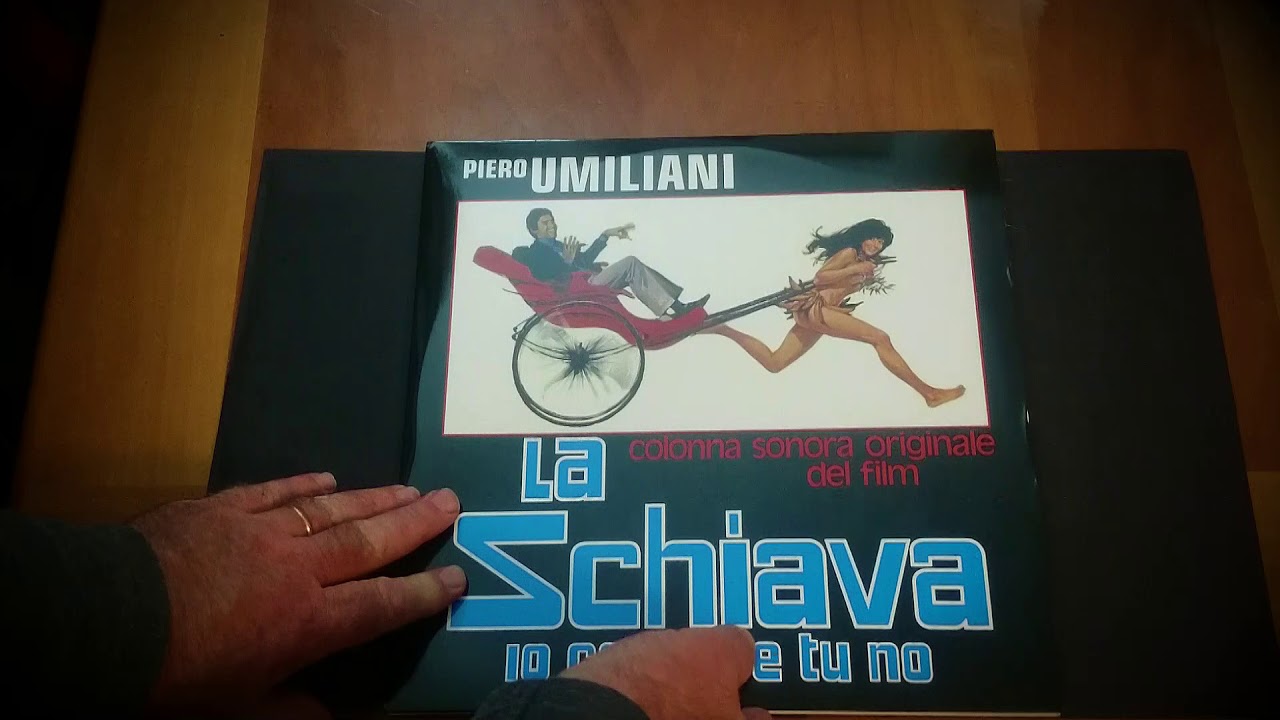 PIERO UMILIANI
colonna sonora originale
del film
La
Schiava
IO e tu no